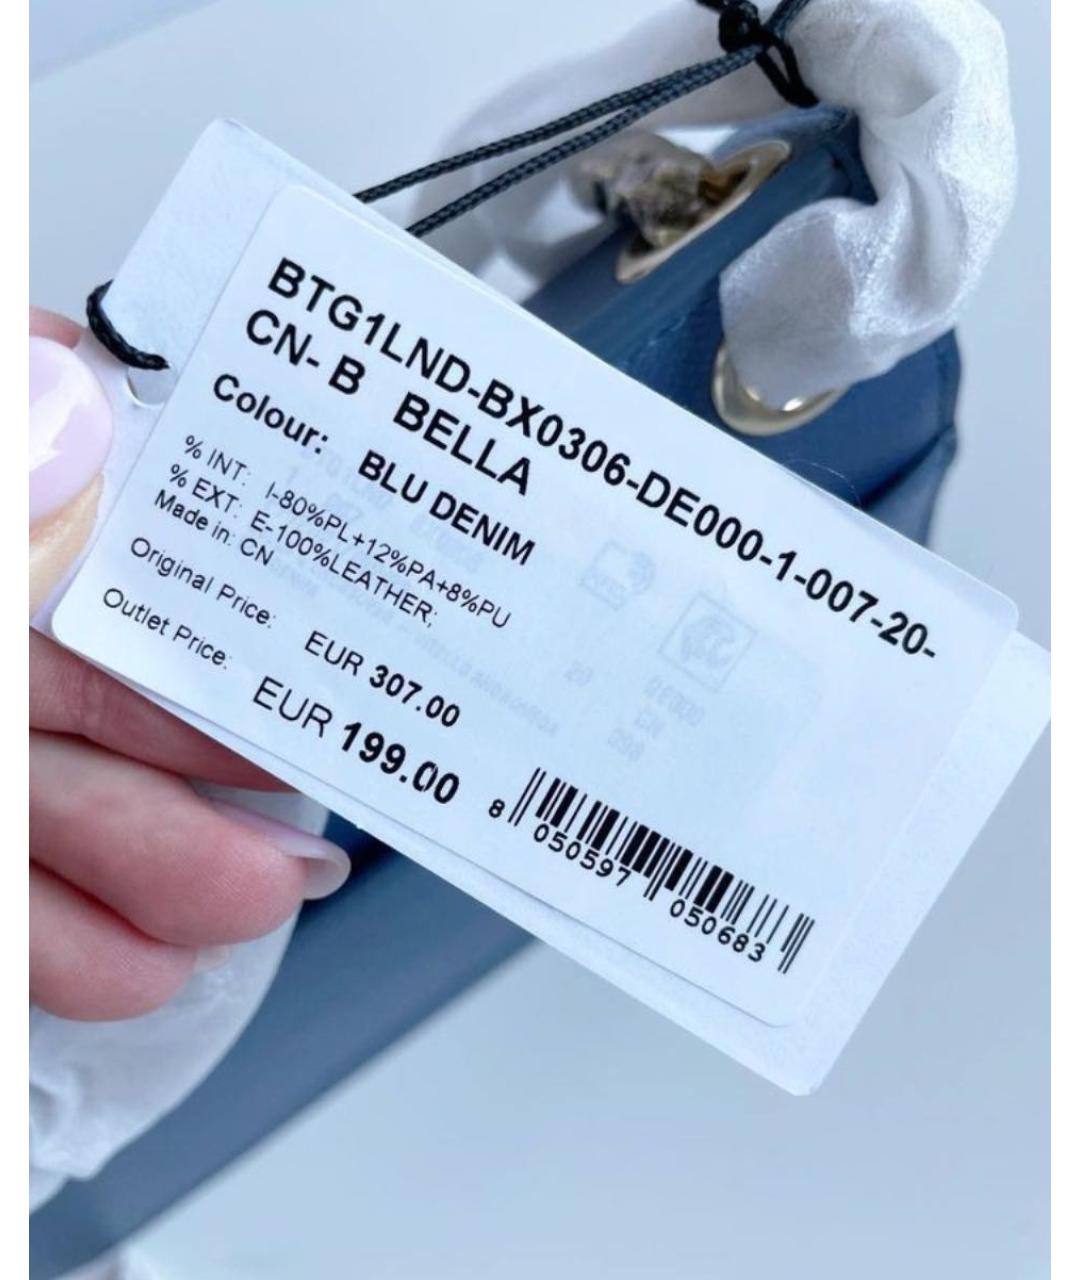 BTG1LND-BX0306-DE000-1-007-20-
CN- B BELLA
Colour: BLU DENIM
% INT: I-80%PL+12%PA+8%PU
% EXT: E-100%LEATHER;
Made in: CN
Original Price: EUR 307.00
Outlet Price: EUR 199.00
8 050597 050683